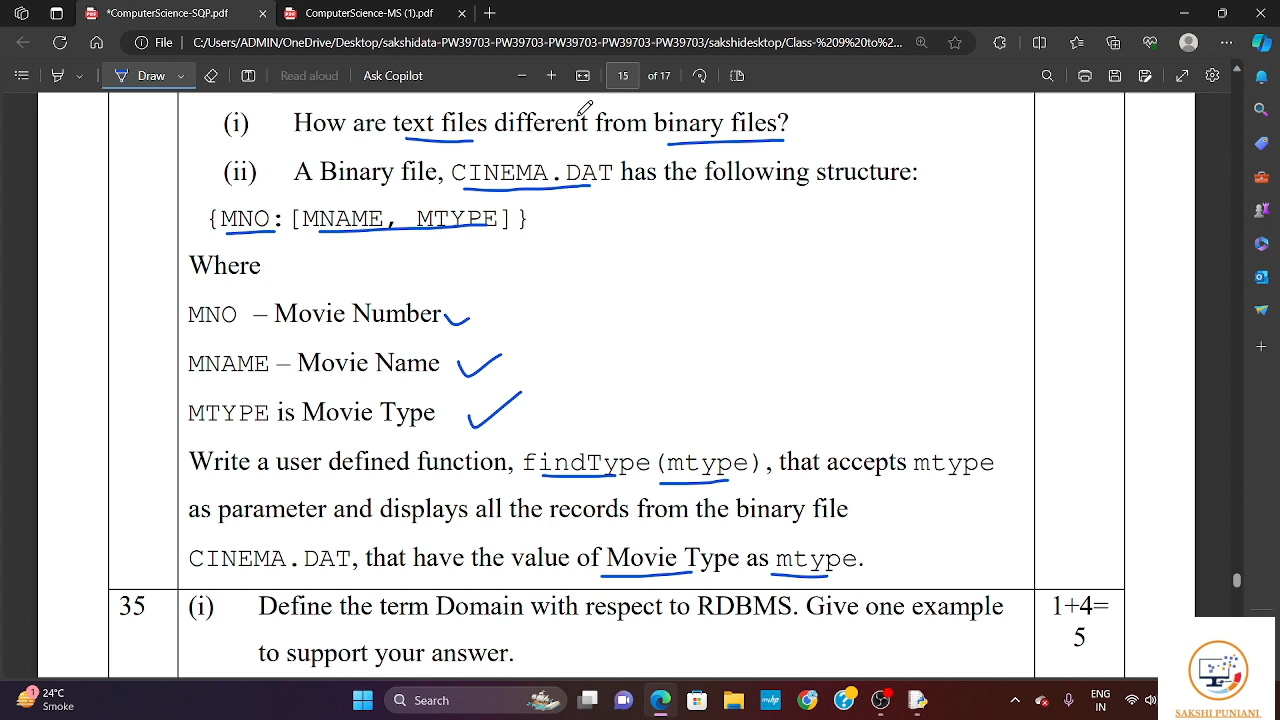 *ComputerScience-SQP.pdf
ComputerScience-MS (1).pdf
File
C:/Users/ADMIN/OneDrive/Desktop/sakshidata-PW39703-PW39703-PW39703-PW39703/sakshidesktop/Class-%209%20to%2...
Draw
Read aloud
Ask Copilot
15 of 17
(i) How are text files different from binary files?
(ii) A Binary file, CINEMA.DAT has the following structure:
{MNO:[MNAME, MTYPE]}
Where
MNO – Movie Number
MNAME – Movie Name
MTYPE is Movie Type
Write a user defined function, findType(mtype), that accepts mtype
as parameter and displays all the records from the binary file
CINEMA.DAT, that have the value of Movie Type as mtype.
35 (i) Define the term Domain with respect to RDBMS. Give one example 1+4=
to support your answer. 5
SAKSHI PUNIANI
24°C
Smoke
Search
ENG
IN